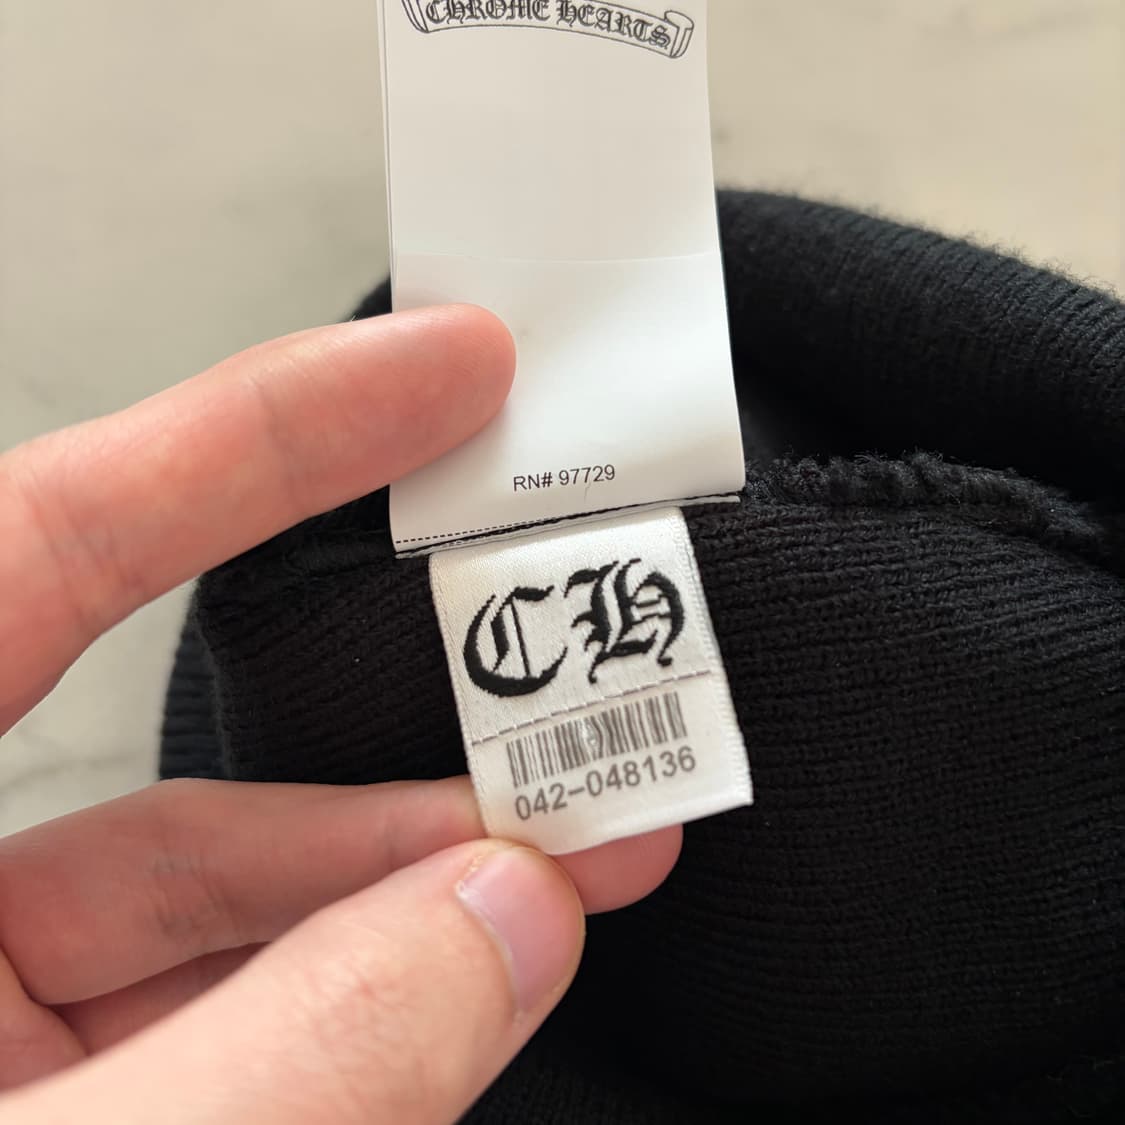 CHROME HEARTS
RN# 97729
CH
042-048136